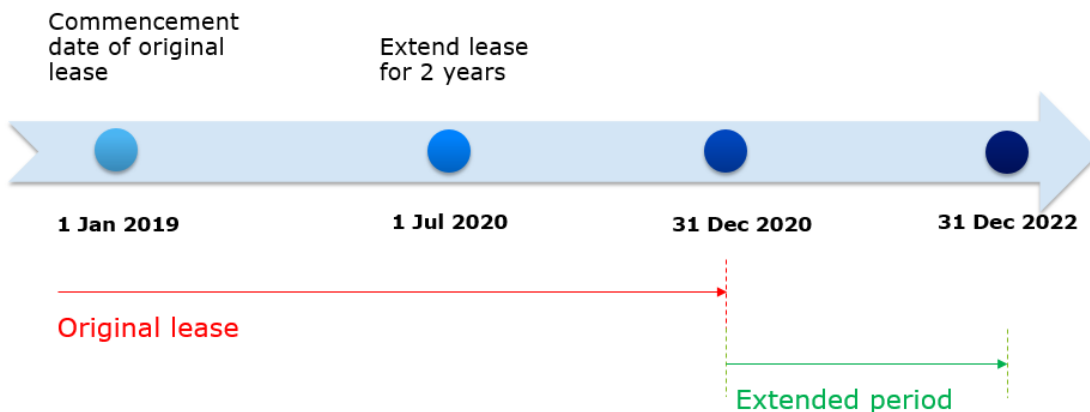 Commencement
date of original
lease
Extend lease
for 2 years
1 Jan 2019
1 Jul 2020
31 Dec 2020
31 Dec 2022
Original lease
Extended period